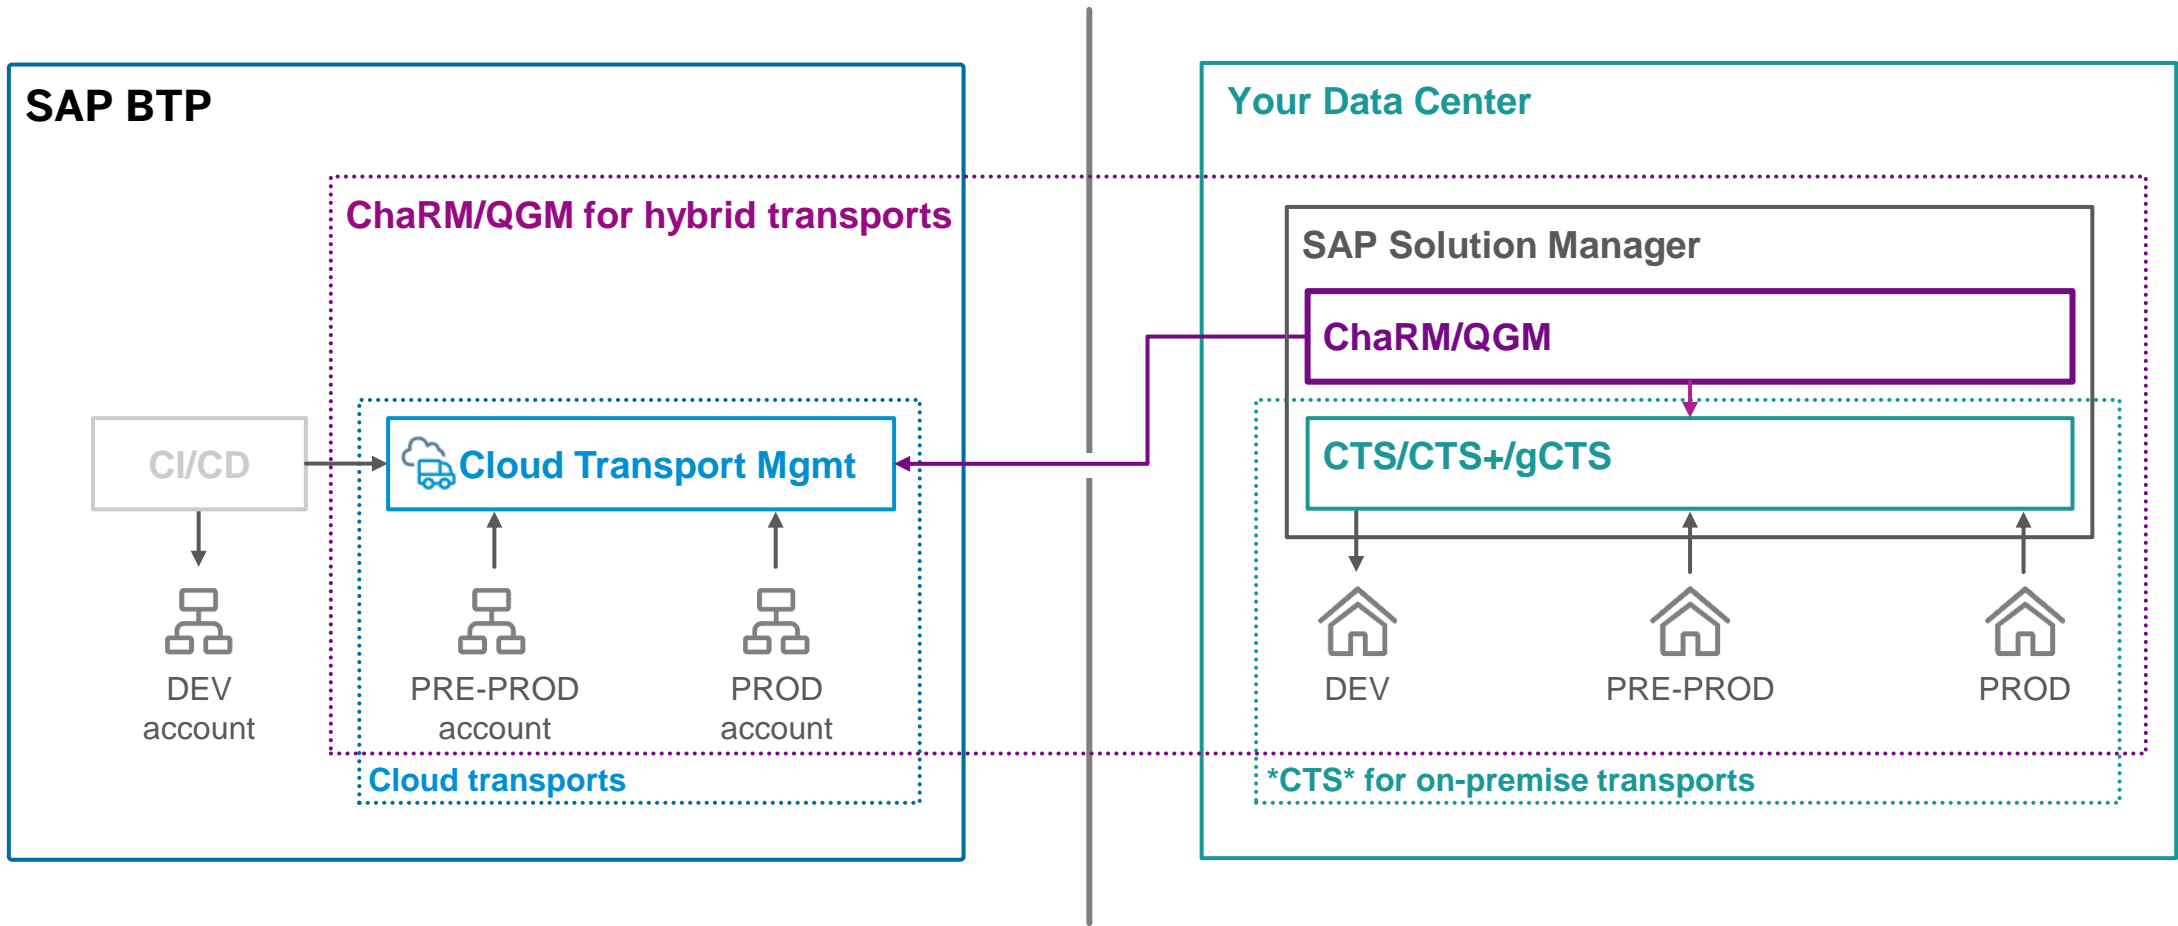 SAP BTP
Your Data Center
ChaRM/QGM for hybrid transports
SAP Solution Manager
ChaRM/QGM
CI/CD
Cloud Transport Mgmt
CTS/CTS+/gCTS
DEV
account
PRE-PROD
account
PROD
account
DEV
PRE-PROD
PROD
Cloud transports
*CTS* for on-premise transports